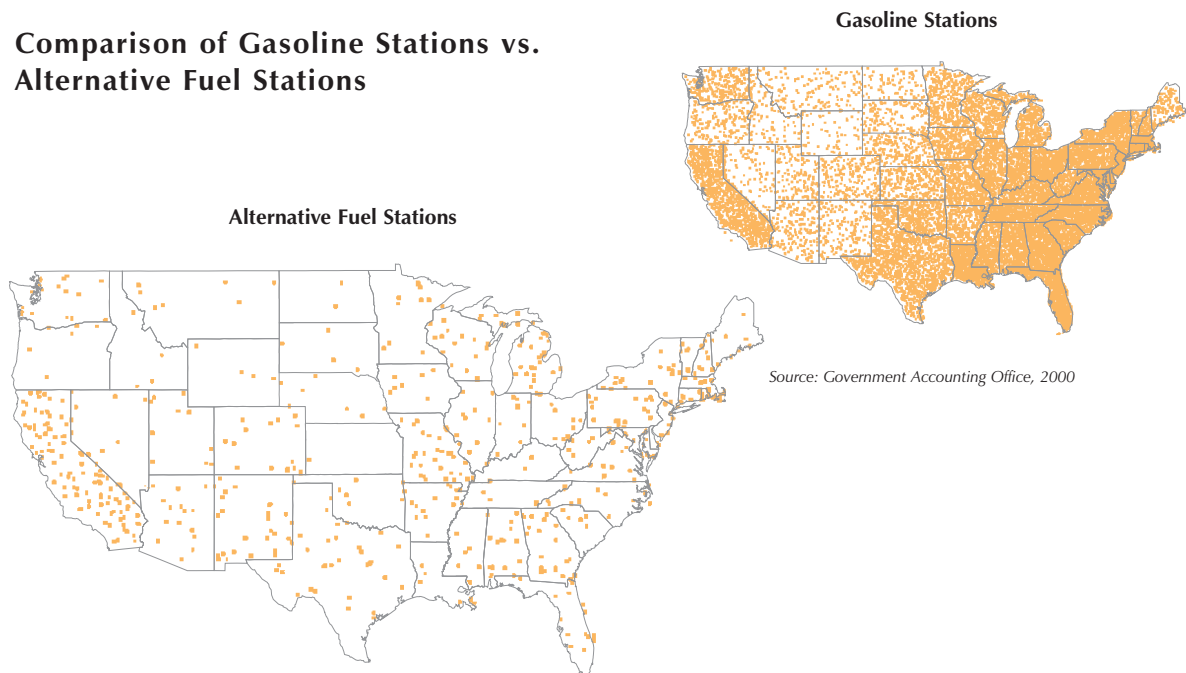 Comparison of Gasoline Stations vs.
Alternative Fuel Stations
Gasoline Stations
Alternative Fuel Stations
Source: Government Accounting Office, 2000